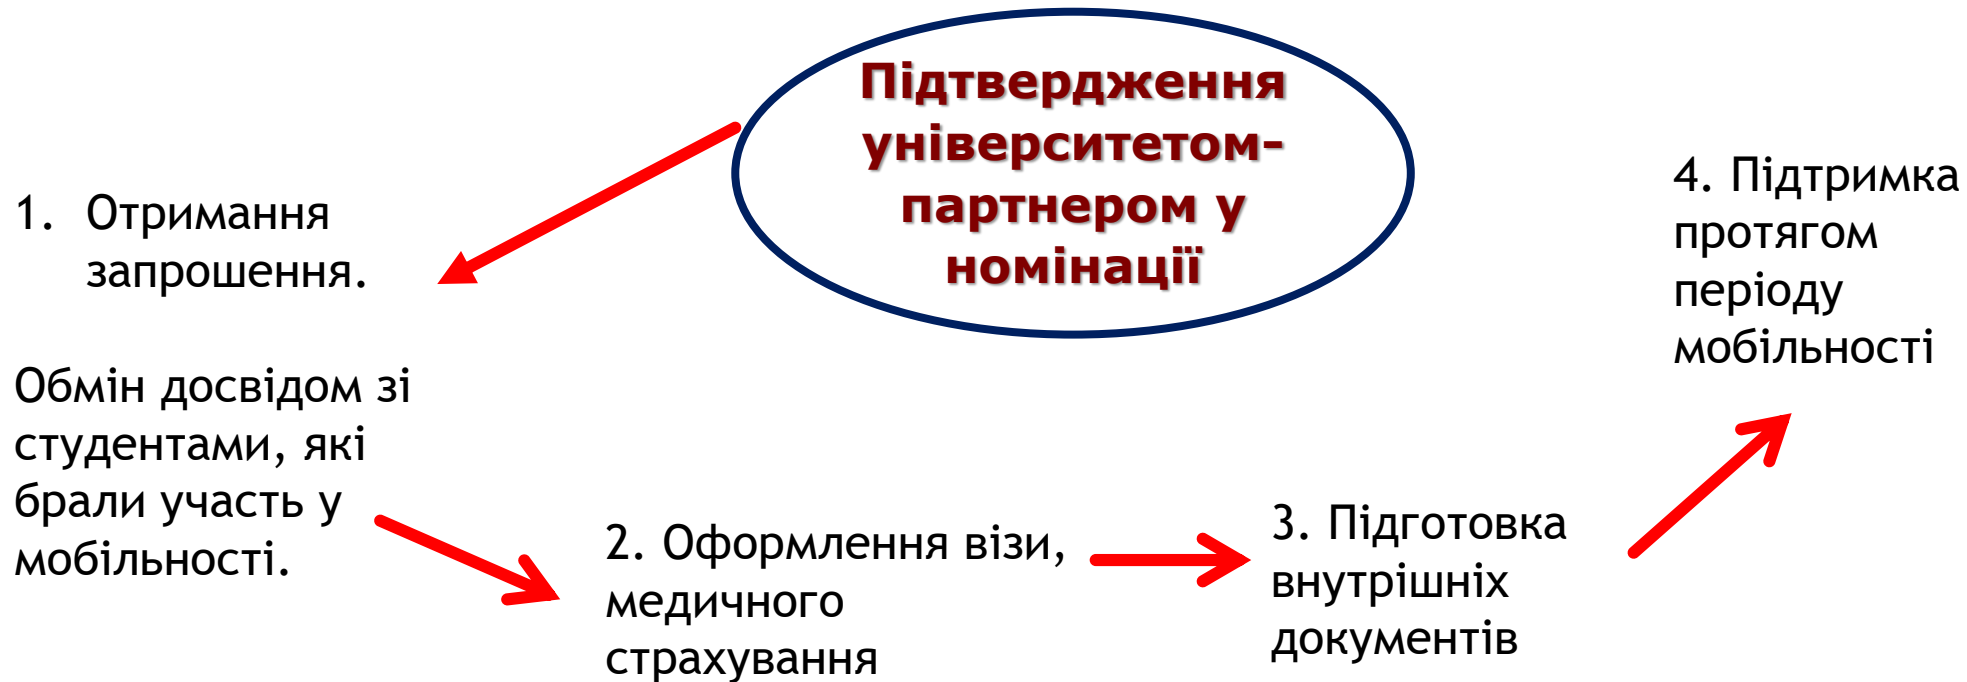 Підтвердження
університетом-
партнером у
номінації
1. Отримання
запрошення.
Обмін досвідом зі
студентами, які
брали участь у
мобільності.
2. Оформлення візи,
медичного
страхування
3. Підготовка
внутрішніх
документів
4. Підтримка
протягом
періоду
мобільності